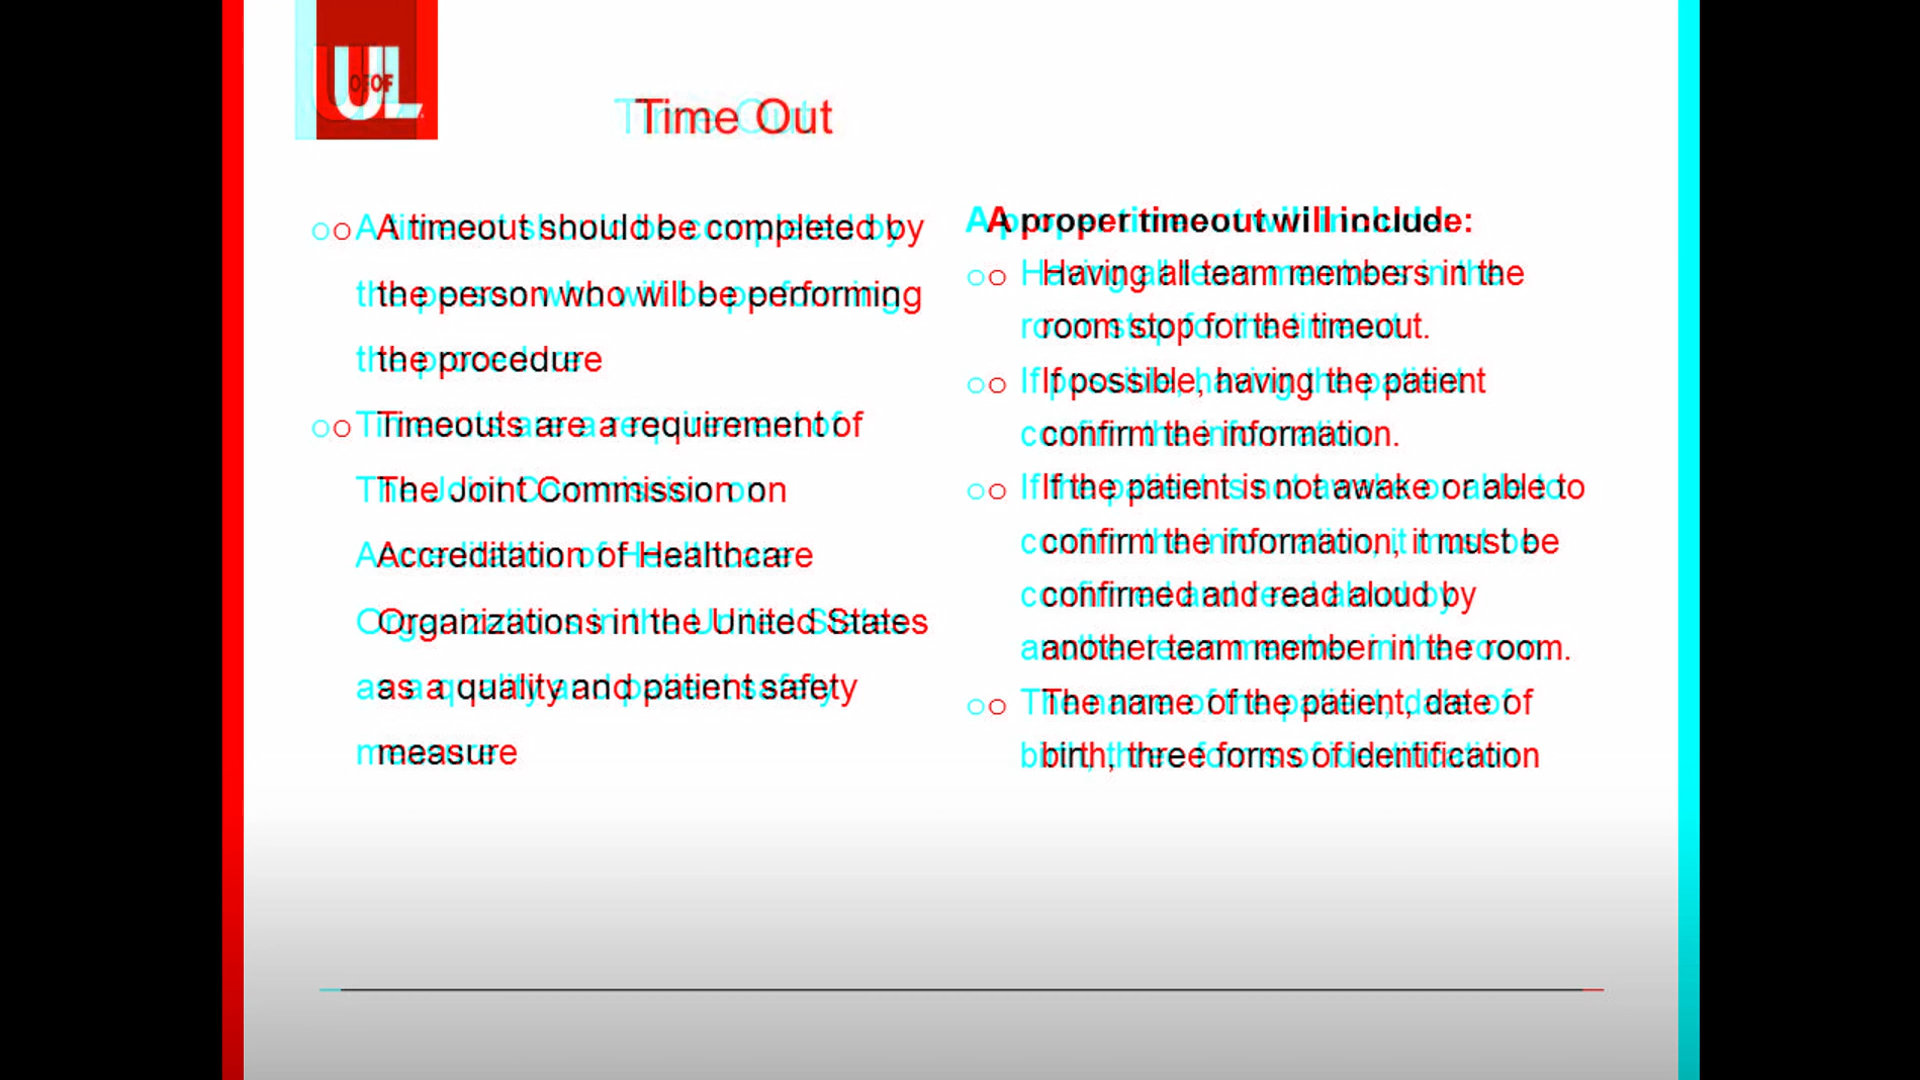 UL
OF
Time Out
A timeout should be completed by
the person who will be performing
the procedure
Timeouts are a requirement of
The Joint Commission on
Accreditation of Healthcare
Organizations in the United States
as a quality and patient safety
measure
A proper timeout will include:
Having all team members in the
room stop for the timeout.
If possible, having the patient
confirm the information.
If the patient is not awake or able to
confirm the information, it must be
confirmed and read aloud by
another team member in the room.
The name of the patient, date of
birth, three forms of identification